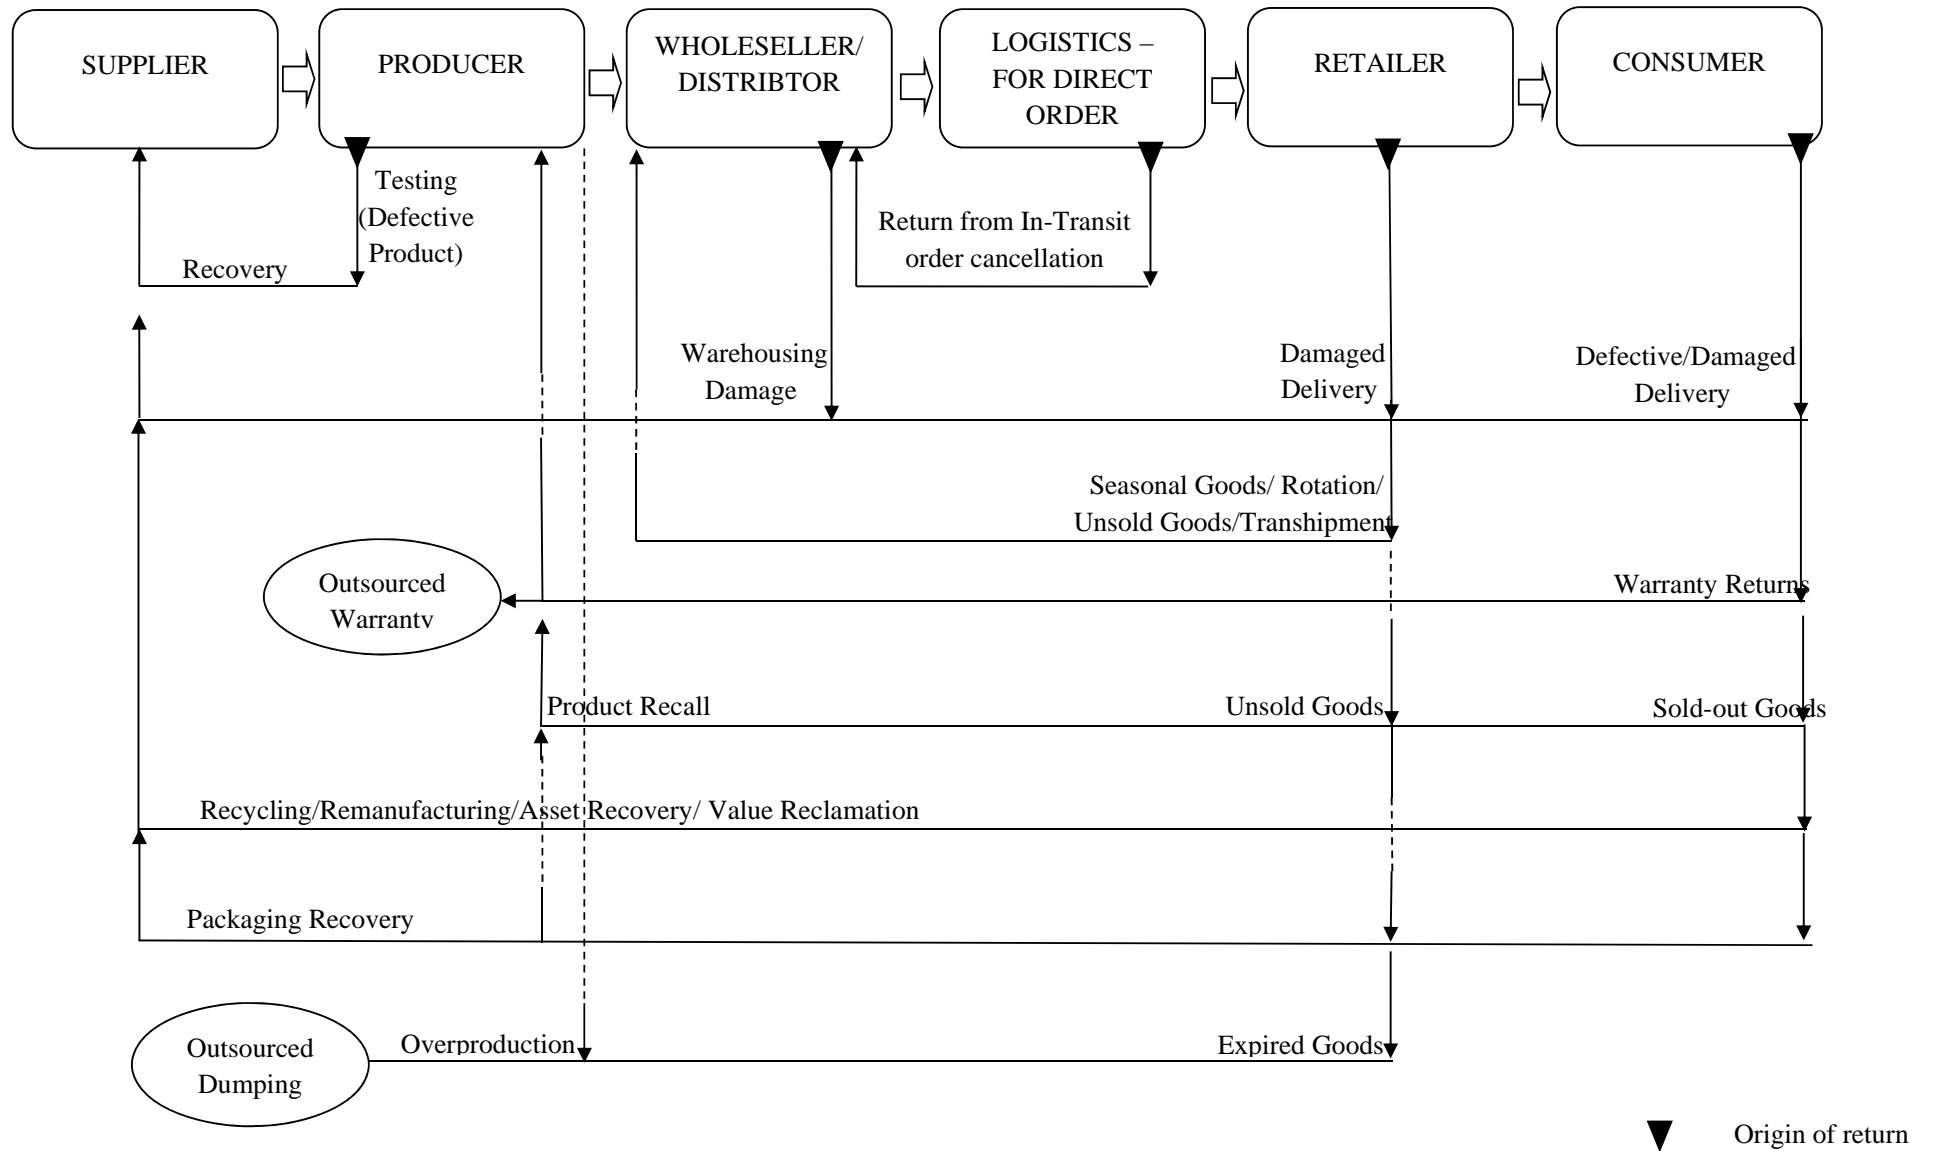 SUPPLIER
PRODUCER
WHOLESELLER/
DISTRIBTOR
LOGISTICS –
FOR DIRECT
ORDER
RETAILER
CONSUMER
Testing
(Defective
Product)
Recovery
Return from In-Transit
order cancellation
Warehousing
Damage
Damaged
Delivery
Defective/Damaged
Delivery
Seasonal Goods/ Rotation/
Unsold Goods/Transhipment
Outsourced
Warranty
Warranty Returns
Product Recall
Unsold Goods
Sold-out Goods
Recycling/Remanufacturing/Asset Recovery/ Value Reclamation
Packaging Recovery
Outsourced
Dumping
Overproduction
Expired Goods
Origin of return